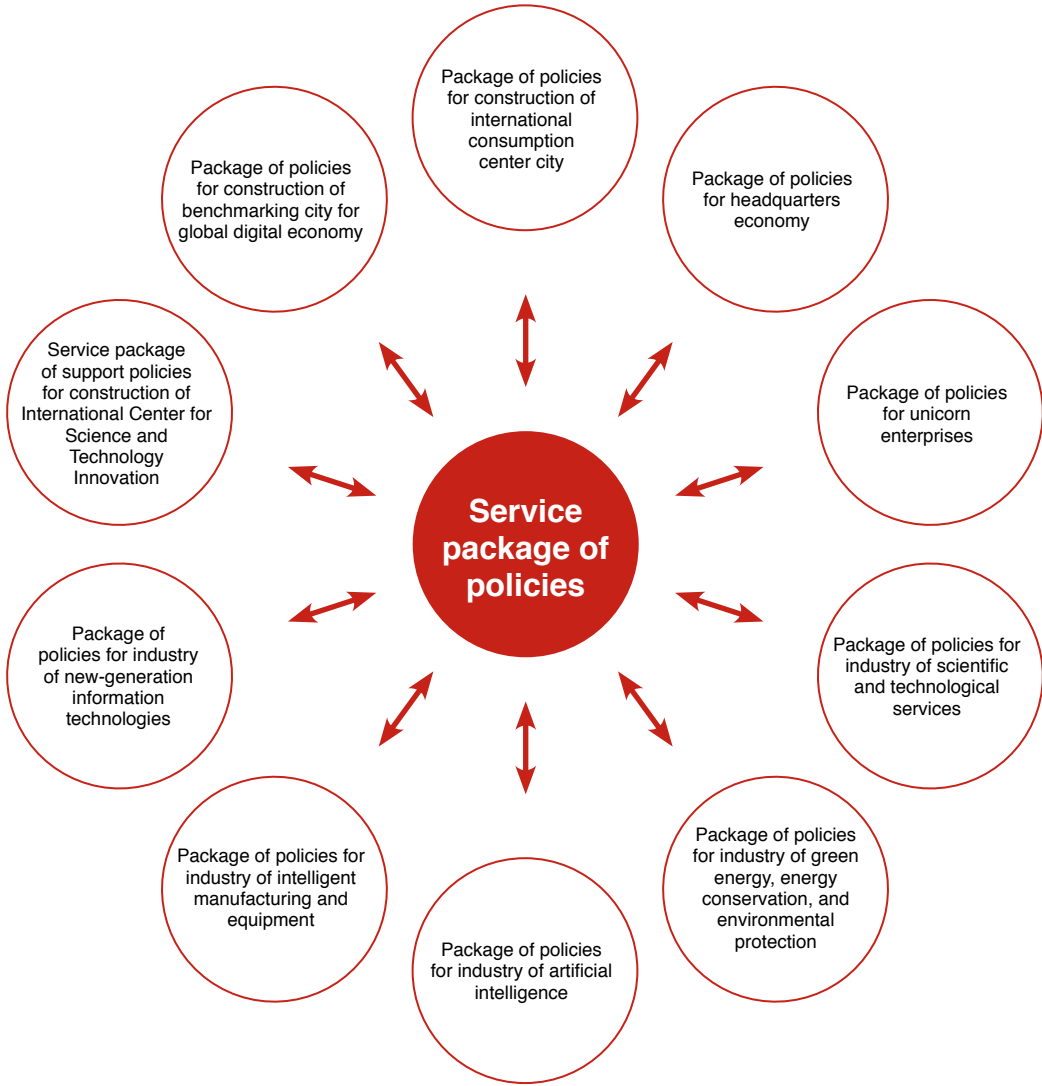 Package of policies
for construction of
international
consumption
center city
Package of policies
for headquarters
economy
Package of policies
for unicorn
enterprises
Package of policies for
industry of scientific
and technological
services
Package of policies
for industry of green
energy, energy
conservation, and
environmental
protection
Package of policies
for industry of artificial
intelligence
Package of policies for
industry of intelligent
manufacturing and
equipment
Package of
policies for industry
of new-generation
information
technologies
Service package
of support policies
for construction of
International Center for
Science and
Technology
Innovation
Package of policies
for construction of
benchmarking city for
global digital economy
Service
package of
policies